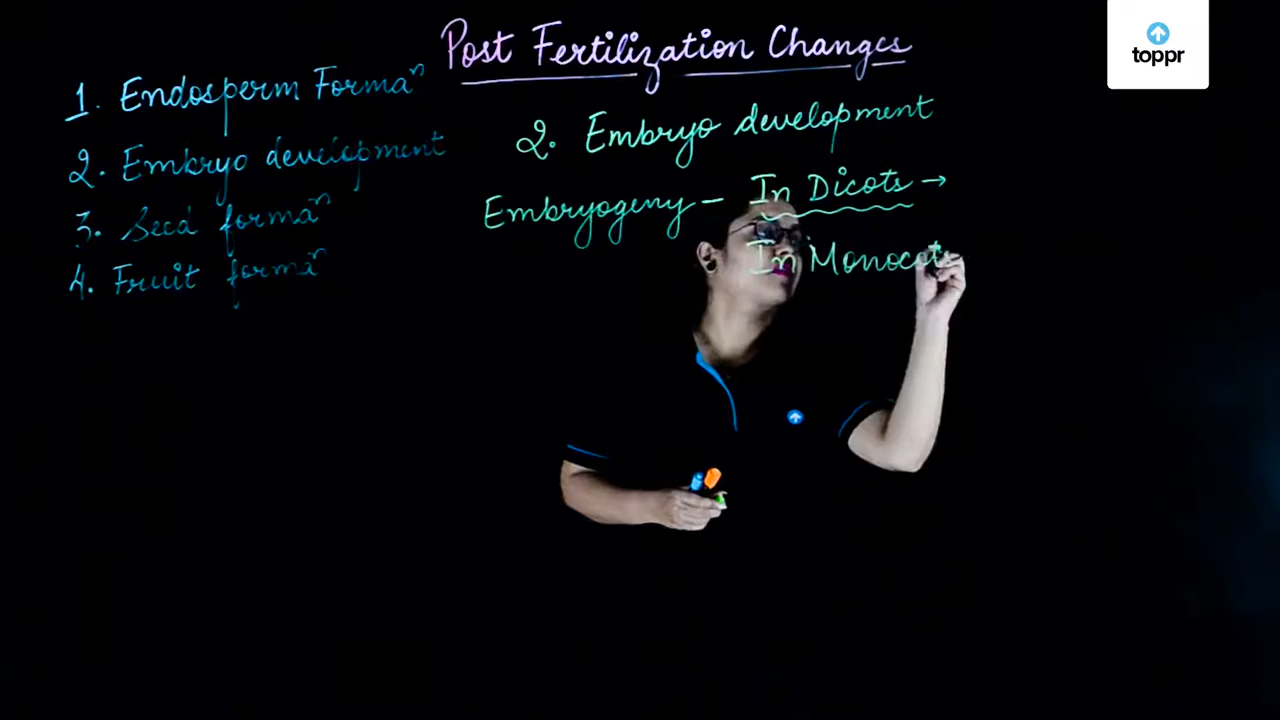 Post Fertilization Changes
toppr
1. Endosperm Formaⁿ
2. Embryo development
3. Seed formaⁿ
4. Fruit formaⁿ
2. Embryo development
Embryogeny – In Dicots →
In Monocots